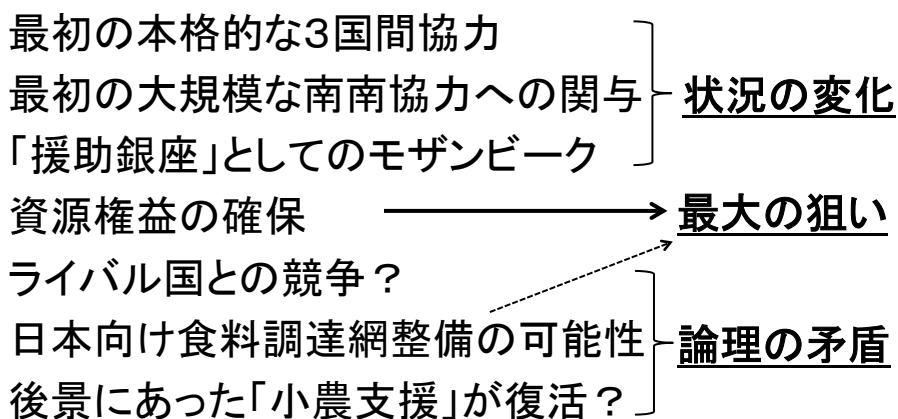 最初の本格的な3国間協力
最初の大規模な南南協力への関与
状況の変化
「援助銀座」としてのモザンビーク
資源権益の確保
最大の狙い
ライバル国との競争？
日本向け食料調達網整備の可能性
論理の矛盾
後景にあった「小農支援」が復活？